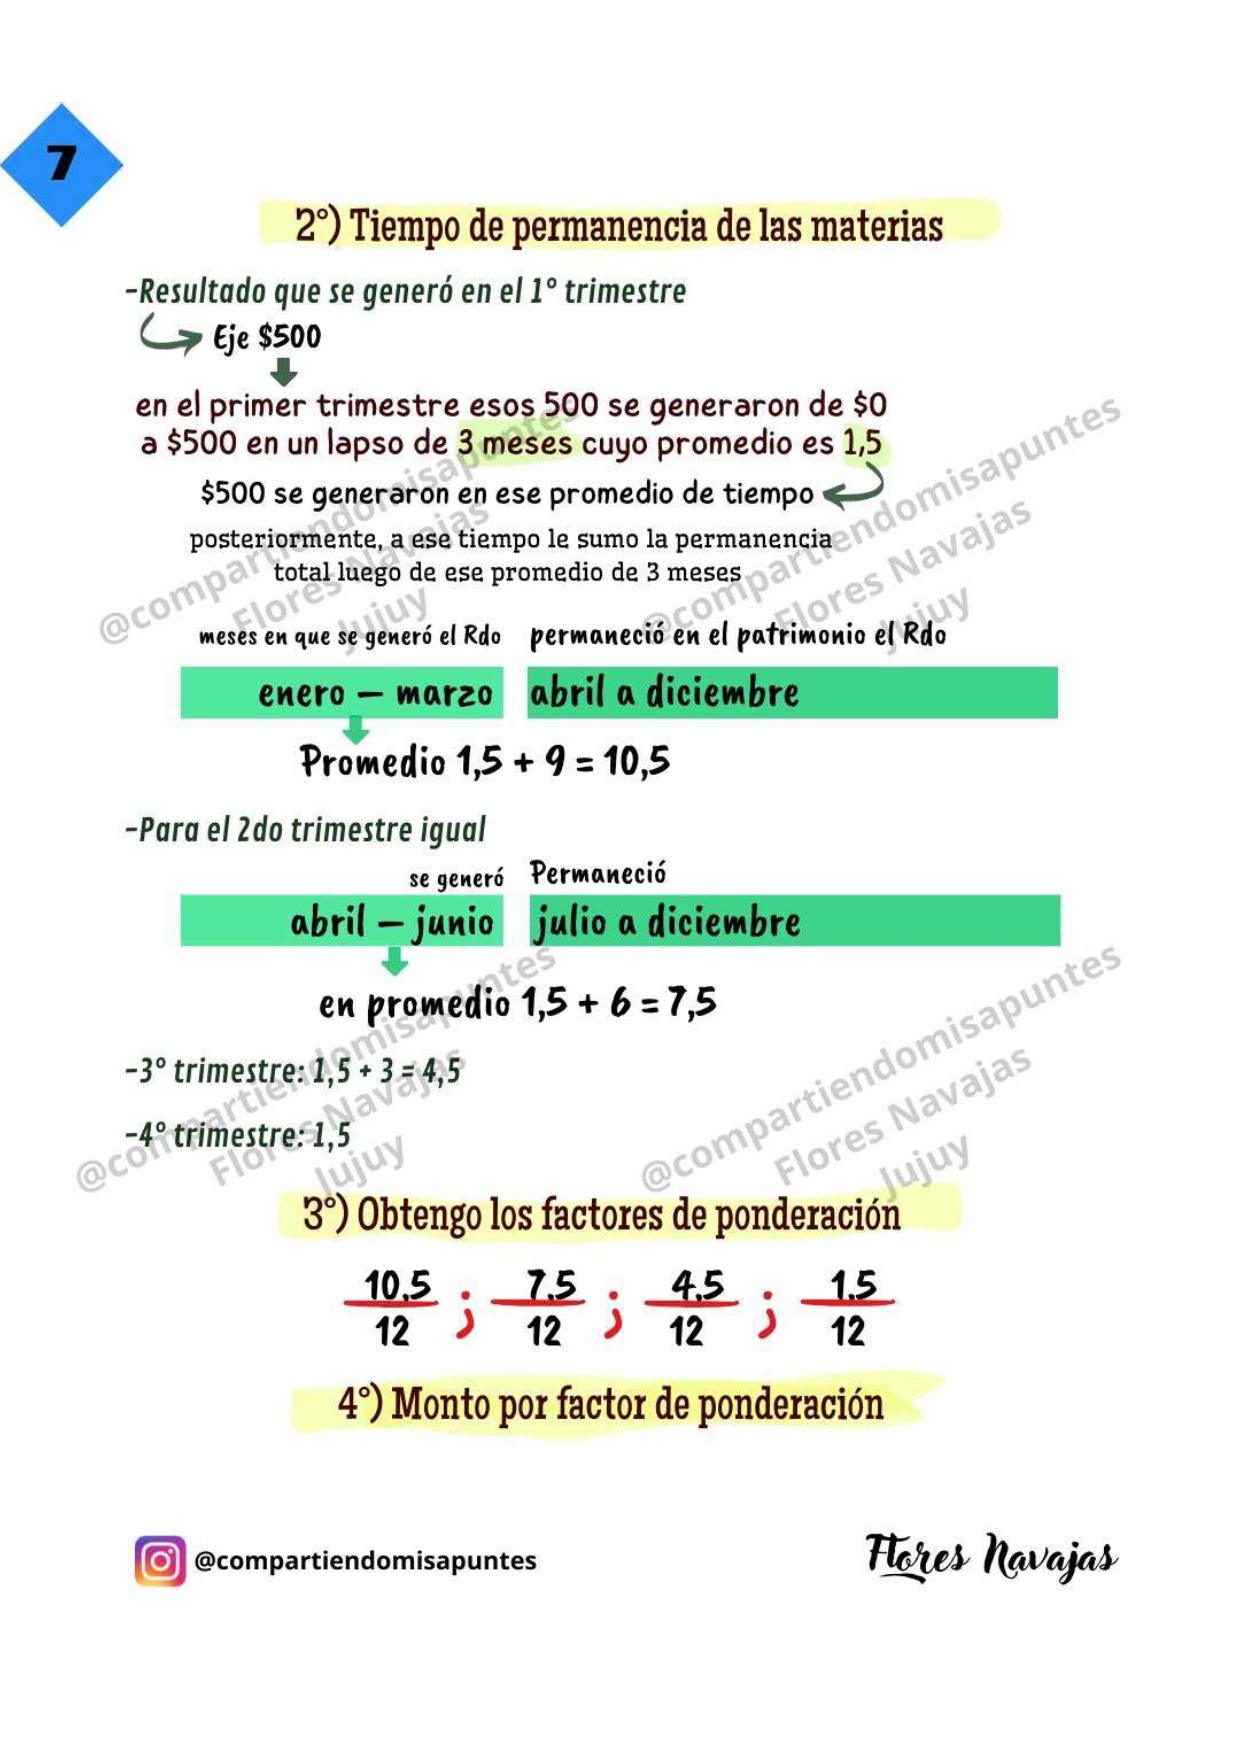 7
2°) Tiempo de permanencia de las materias
-Resultado que se generó en el 1° trimestre
Eje $500
en el primer trimestre esos 500 se generaron de $0
a $500 en un lapso de 3 meses cuyo promedio es 1,5
$500 se generaron en ese promedio de tiempo
posteriormente, a ese tiempo le sumo la permanencia
total luego de ese promedio de 3 meses
@compartiendomisapuntes
Flores Navajas
Jujuy
@compartiendomisapuntes
Flores Navajas
Jujuy
meses en que se generó el Rdo permaneció en el patrimonio el Rdo
enero – marzo abril a diciembre
Promedio 1,5 + 9 = 10,5
-Para el 2do trimestre igual
se generó Permaneció
abril – junio julio a diciembre
en promedio 1,5 + 6 = 7,5
-3° trimestre: 1,5 + 3 = 4,5
-4° trimestre: 1,5
@compartiendomisapuntes
Flores Navajas
Jujuy
@compartiendomisapuntes
Flores Navajas
Jujuy
3°) Obtengo los factores de ponderación
10,5 ; 7,5 ; 4,5 ; 1,5
12 12 12 12
4°) Monto por factor de ponderación
@compartiendomisapuntes
Flores Navajas